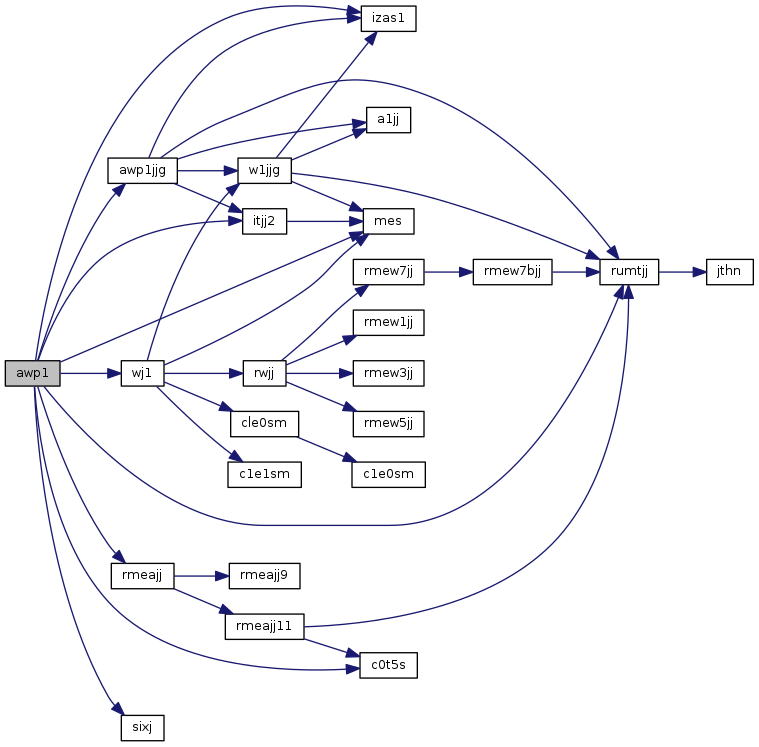 izas1
a1jj
awp1jjg
w1jjg
itjj2
mes
rmew7jj
rmew7bjj
rumtjj
jthn
rmew1jj
awp1
wj1
rwjj
rmew3jj
cle0sm
rmew5jj
c1e1sm
c1e0sm
rmeajj
rmeajj9
rmeajj11
c0t5s
sixj